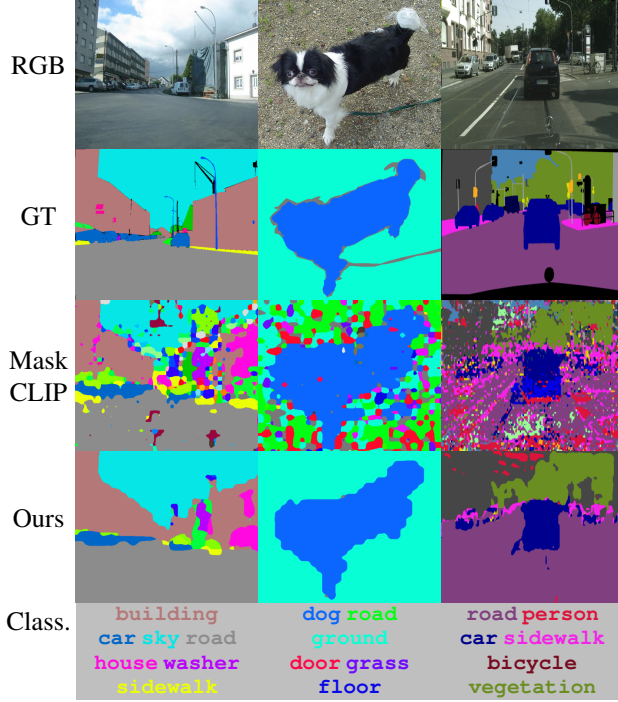 RGB
GT
Mask
CLIP
Ours
Class.
building
car sky road
house washer
sidewalk
dog road
ground
door grass
floor
road person
car sidewalk
bicycle
vegetation